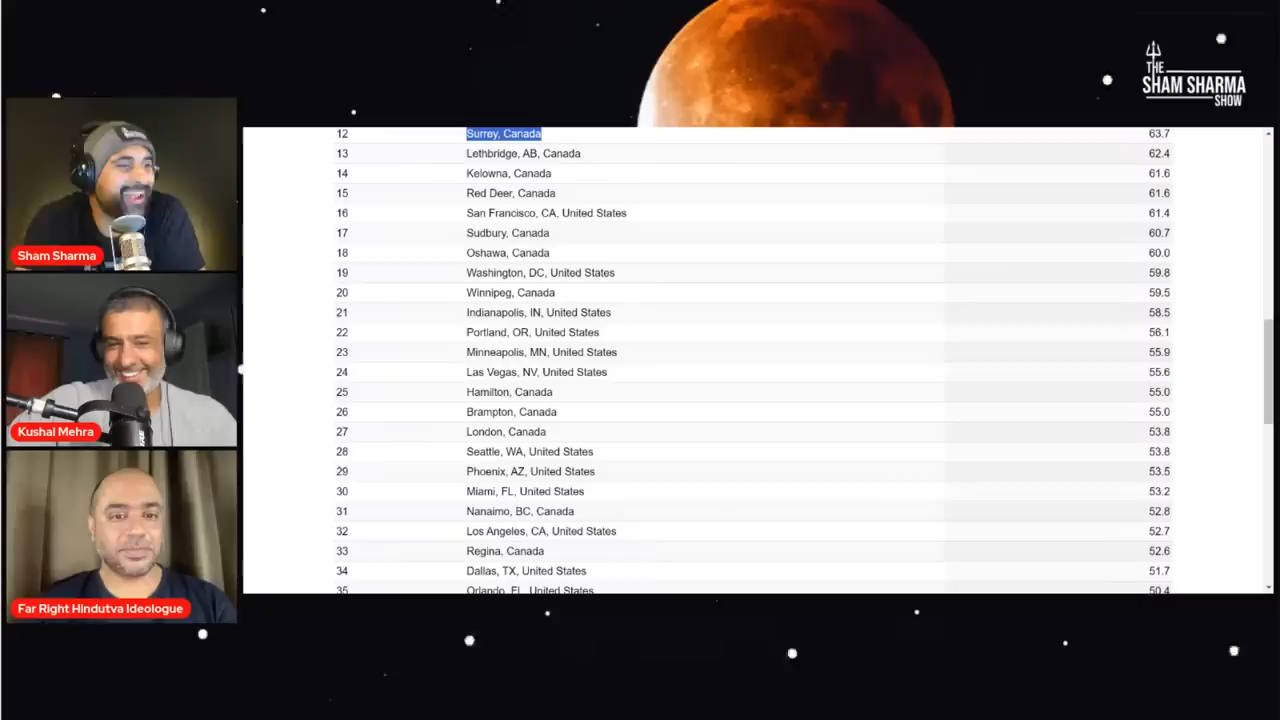 THE
SHAM SHARMA
SHOW
Sham Sharma
Kushal Mehra
Far Right Hindutva Ideologue
12 Surrey, Canada 63.7
13 Lethbridge, AB, Canada 62.4
14 Kelowna, Canada 61.6
15 Red Deer, Canada 61.6
16 San Francisco, CA, United States 61.4
17 Sudbury, Canada 60.7
18 Oshawa, Canada 60.0
19 Washington, DC, United States 59.8
20 Winnipeg, Canada 59.5
21 Indianapolis, IN, United States 58.5
22 Portland, OR, United States 56.1
23 Minneapolis, MN, United States 55.9
24 Las Vegas, NV, United States 55.6
25 Hamilton, Canada 55.0
26 Brampton, Canada 55.0
27 London, Canada 53.8
28 Seattle, WA, United States 53.8
29 Phoenix, AZ, United States 53.5
30 Miami, FL, United States 53.2
31 Nanaimo, BC, Canada 52.8
32 Los Angeles, CA, United States 52.7
33 Regina, Canada 52.6
34 Dallas, TX, United States 51.7
35 Orlando, FL, United States 50.4